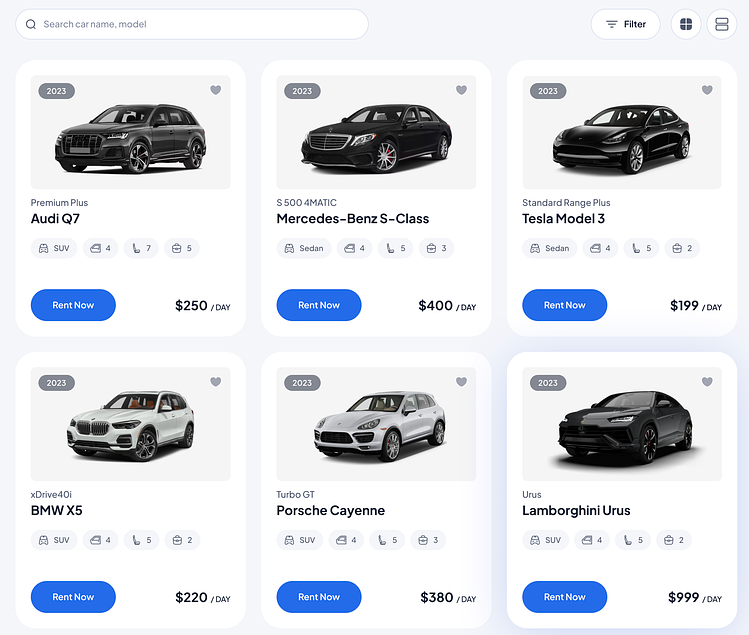 Search car name, model
Filter
2023
2023
2023
Premium Plus
Audi Q7
SUV 4 7 5
Rent Now
$250 / DAY
S 500 4MATIC
Mercedes-Benz S-Class
Sedan 4 5 3
Rent Now
$400 / DAY
Standard Range Plus
Tesla Model 3
Sedan 4 5 2
Rent Now
$199 / DAY
2023
2023
2023
xDrive40i
BMW X5
SUV 4 5 2
Rent Now
$220 / DAY
Turbo GT
Porsche Cayenne
SUV 4 5 3
Rent Now
$380 / DAY
Urus
Lamborghini Urus
SUV 4 5 2
Rent Now
$999 / DAY